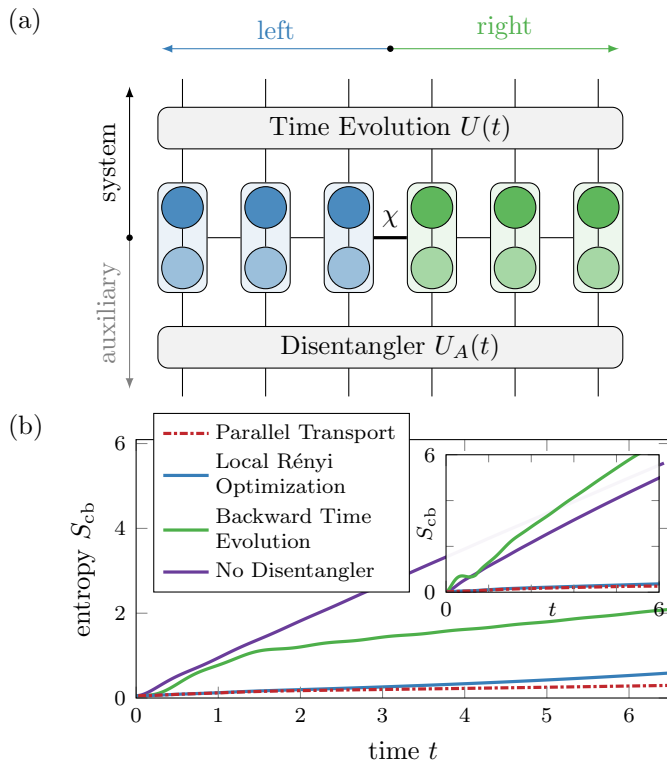 (a)
left right
Time Evolution U(t)
system
χ
auxiliary
Disentangler U_A(t)
(b)
Parallel Transport
Local Rényi
Optimization
Backward Time
Evolution
No Disentangler
entropy S_cb
6
4
2
0
0 1 2 3 4 5 6
time t
6
S_cb
0
0 t 6